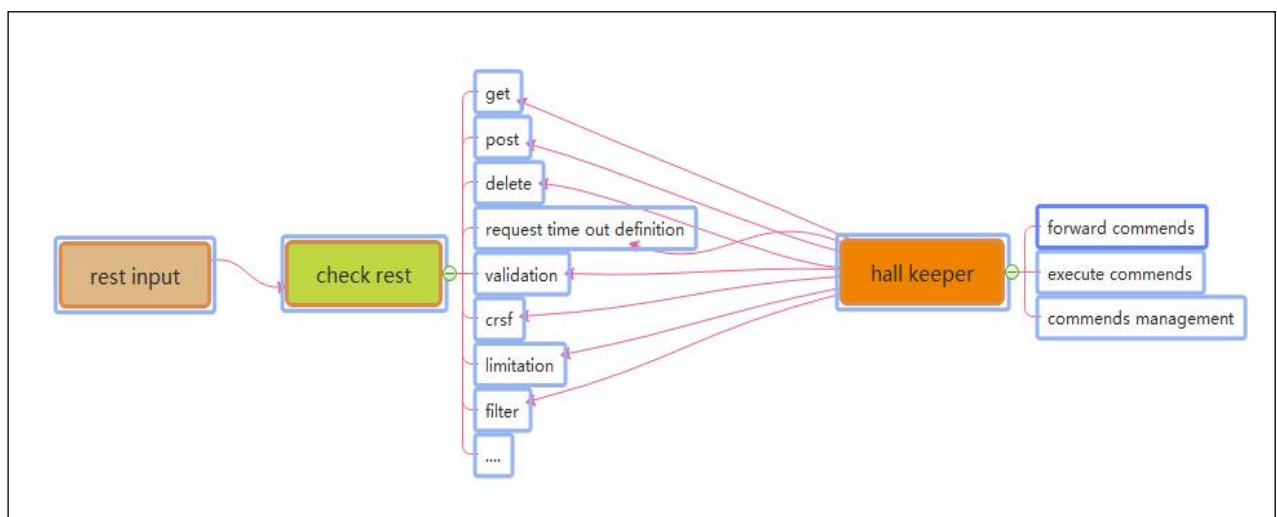 rest input
check rest
get
post
delete
request time out definition
validation
crsf
limitation
filter
....
hall keeper
forward commends
execute commends
commends management